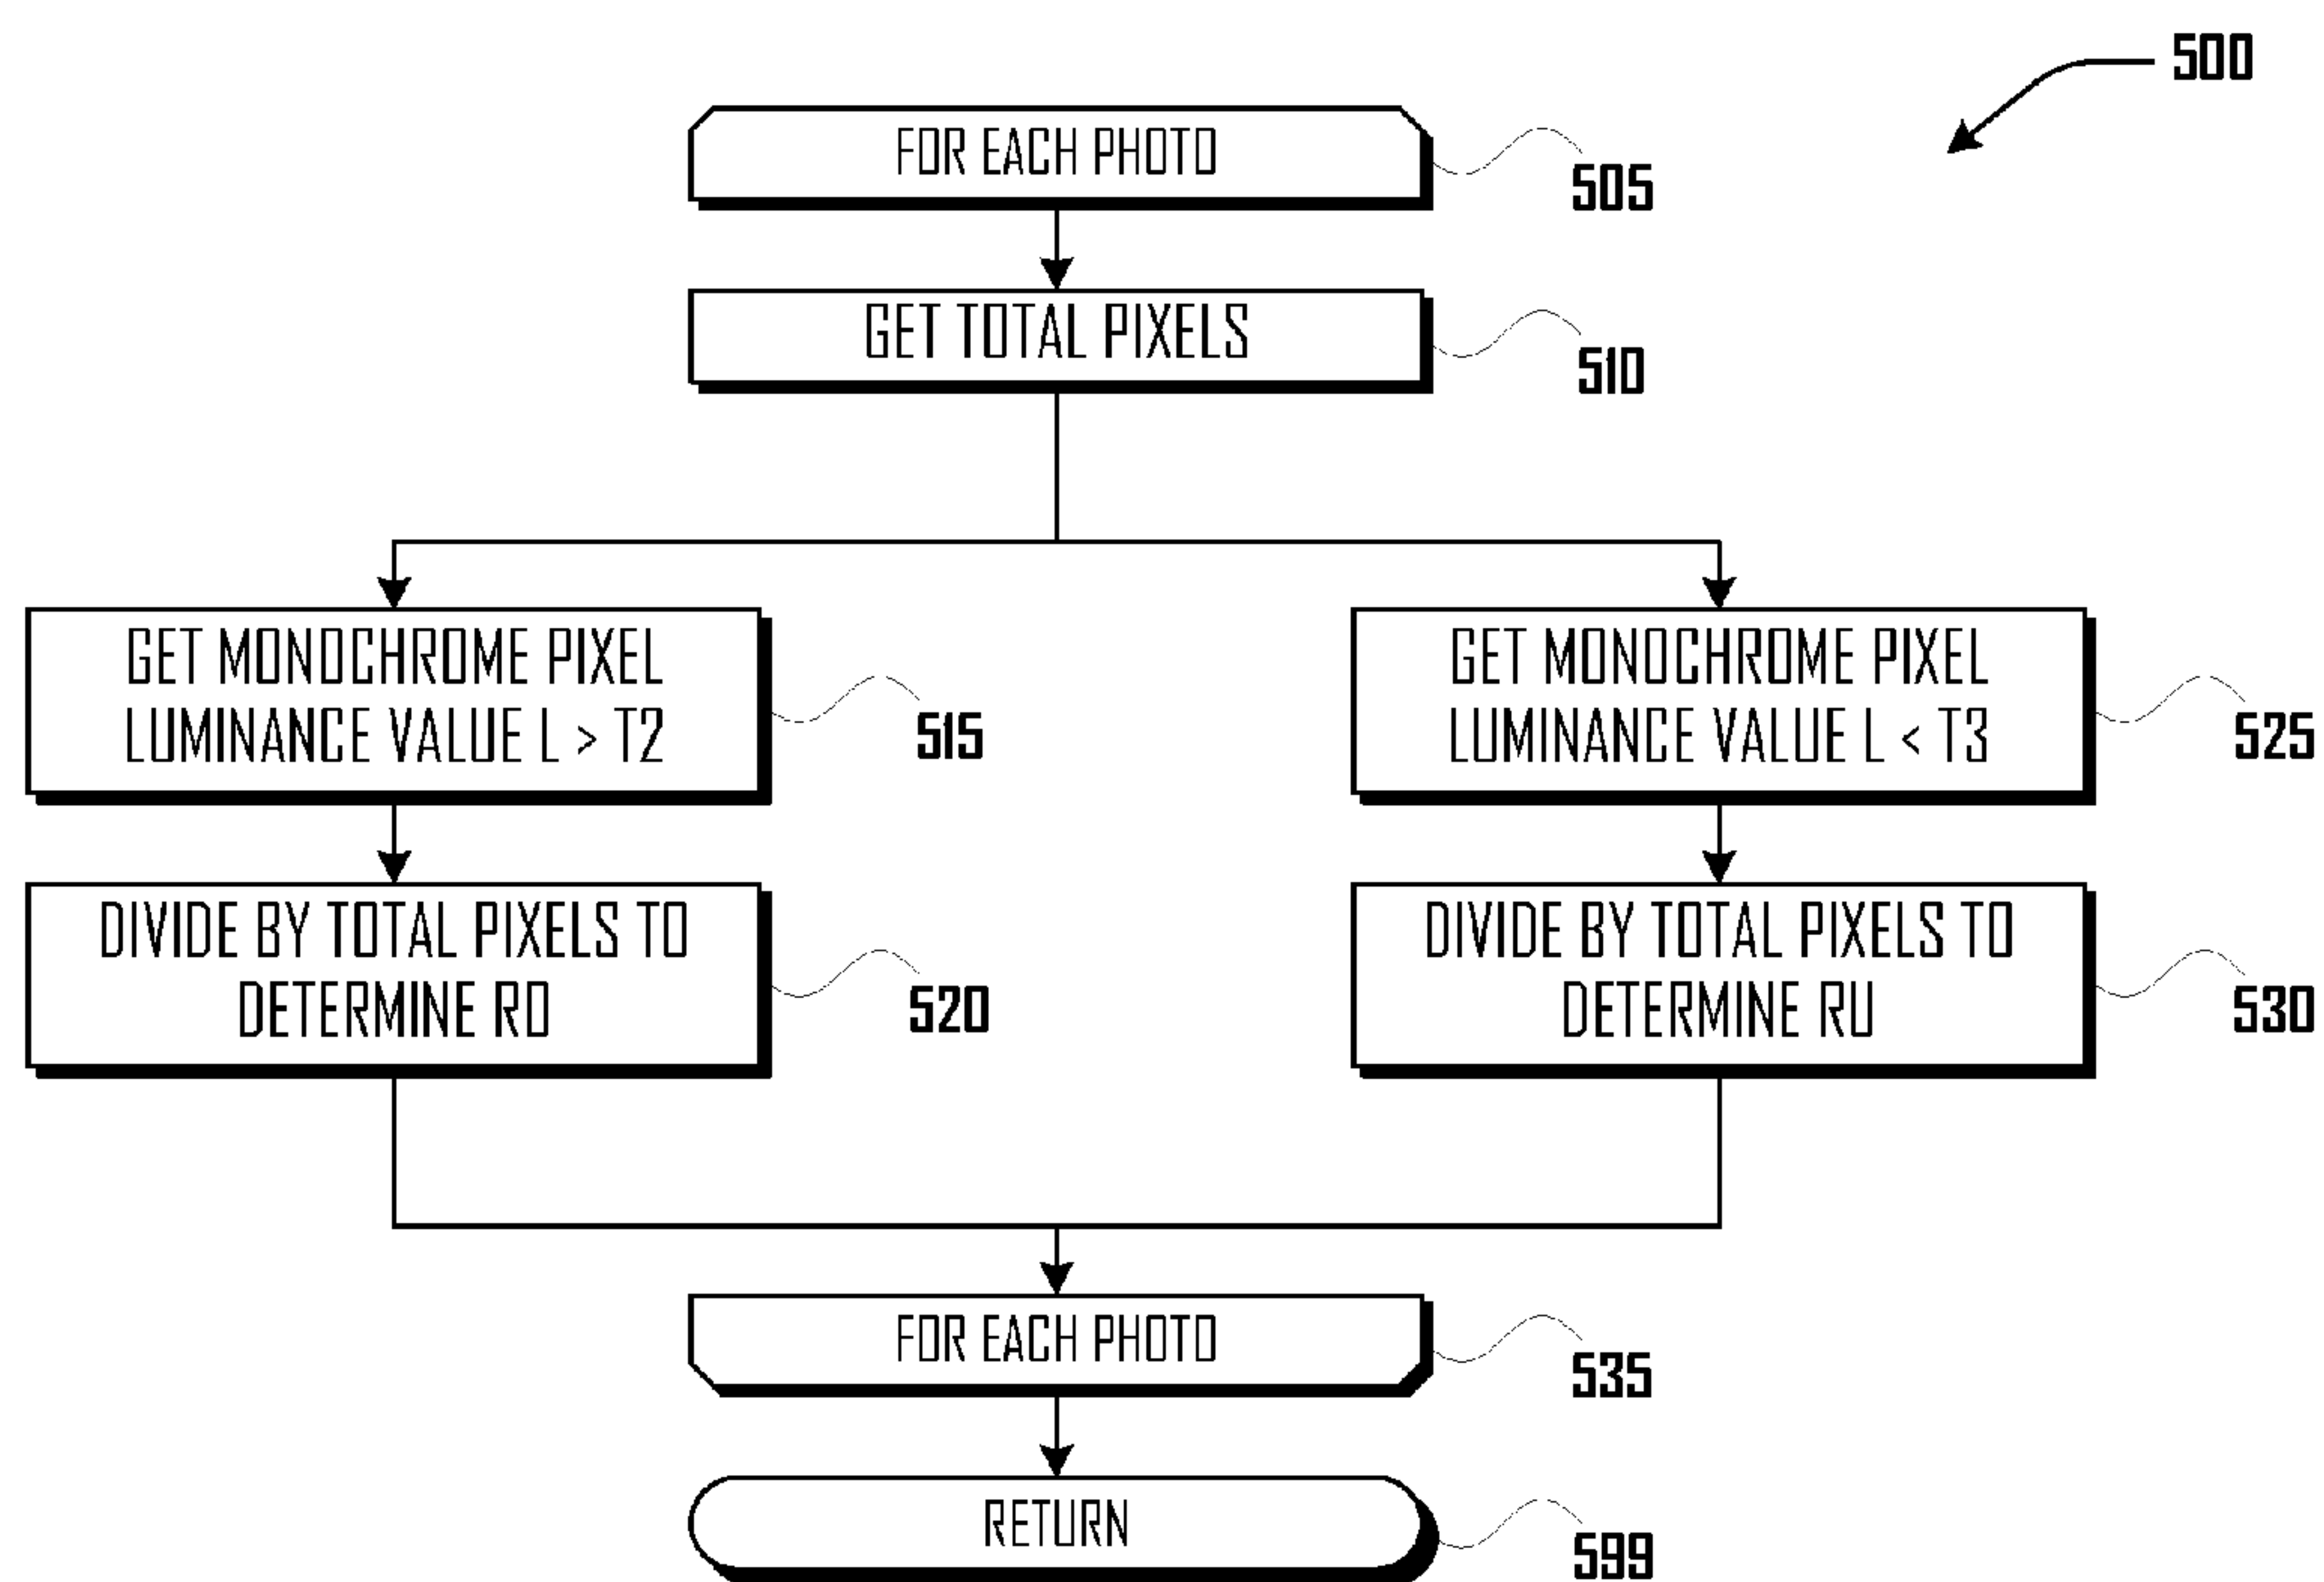 500
FOR EACH PHOTO
505
GET TOTAL PIXELS
510
GET MONOCHROME PIXEL
LUMINANCE VALUE L > T2
515
GET MONOCHROME PIXEL
LUMINANCE VALUE L < T3
525
DIVIDE BY TOTAL PIXELS TO
DETERMINE RO
520
DIVIDE BY TOTAL PIXELS TO
DETERMINE RU
530
FOR EACH PHOTO
535
RETURN
599